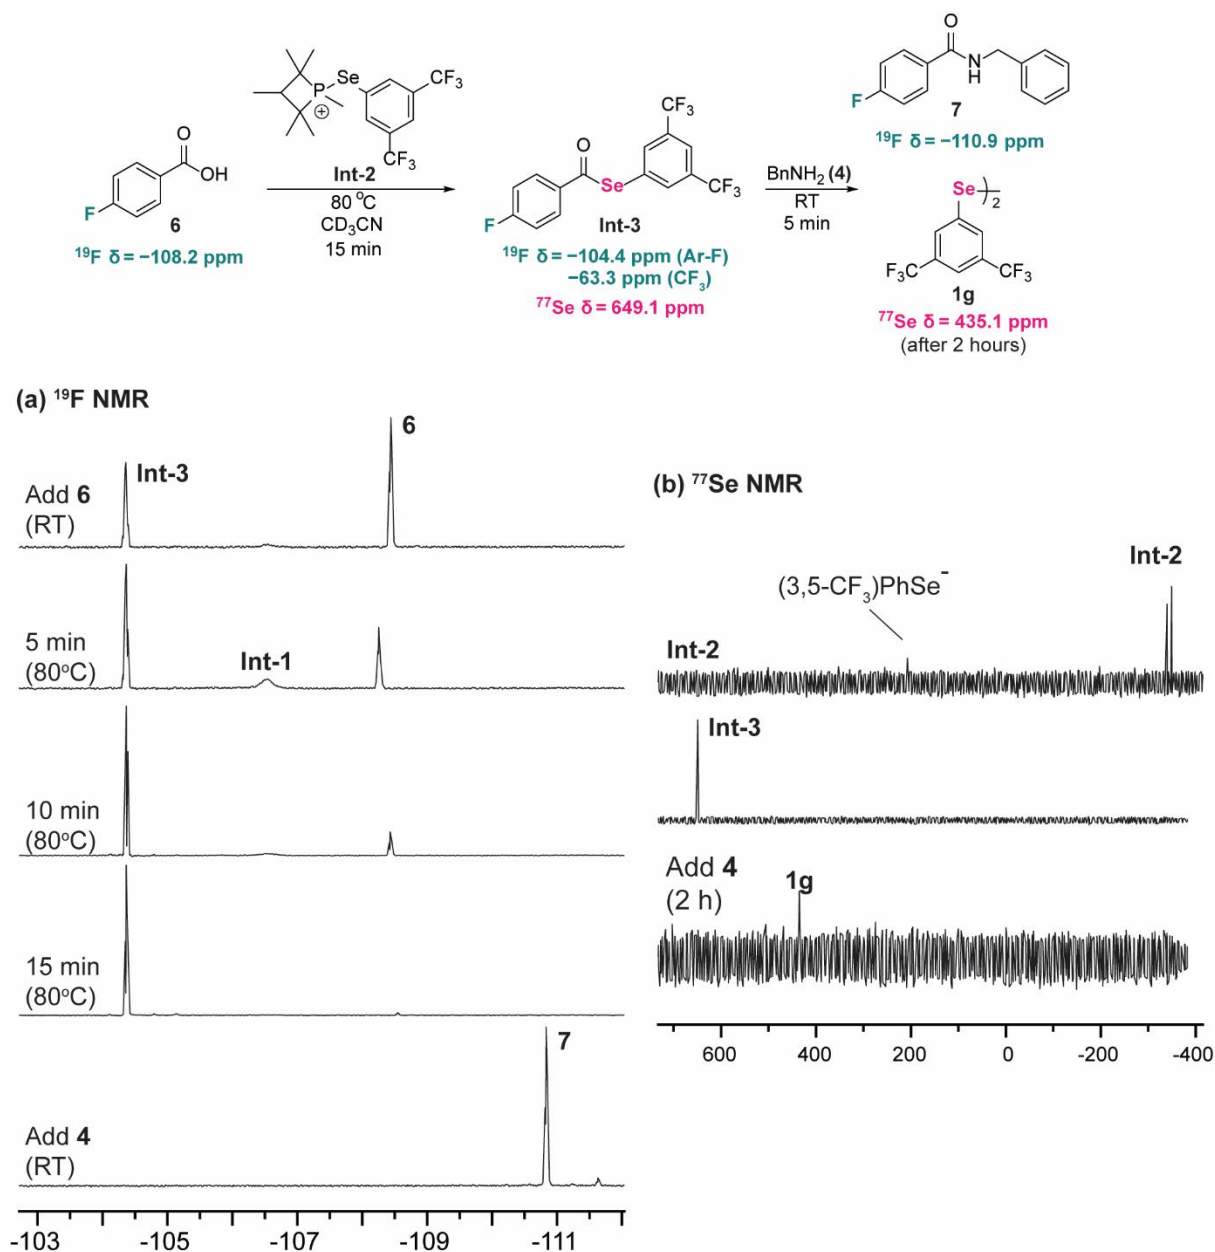 Se
P
⊕
CF₃
CF₃
Int-2
O
OH
F
6
¹⁹F δ = −108.2 ppm
80 °C
CD₃CN
15 min
O
Se
CF₃
CF₃
F
Int-3
¹⁹F δ = −104.4 ppm (Ar-F)
−63.3 ppm (CF₃)
⁷⁷Se δ = 649.1 ppm
BnNH₂ (4)
RT
5 min
O
N
H
F
7
¹⁹F δ = −110.9 ppm
Se
)₂
F₃C
CF₃
1g
⁷⁷Se δ = 435.1 ppm
(after 2 hours)
(a) ¹⁹F NMR
6
Int-3
Add 6
(RT)
5 min
(80°C)
Int-1
10 min
(80°C)
15 min
(80°C)
7
Add 4
(RT)
-103 -105 -107 -109 -111
(b) ⁷⁷Se NMR
Int-2
(3,5-CF₃)PhSe⁻
Int-2
Int-3
Add 4
(2 h)
1g
600 400 200 0 -200 -400